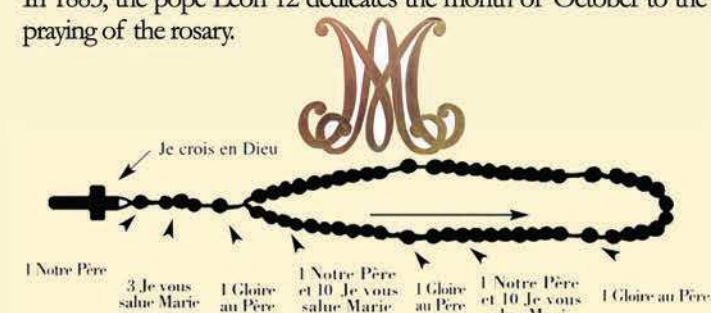 In 1883, the pope Léon 12 dedicates the month of October to the
praying of the rosary.
Je crois en Dieu
1 Notre Père
3 Je vous
salue Marie
1 Gloire
au Père
1 Notre Père
et 10 Je vous
salue Marie
1 Gloire
au Père
1 Notre Père
et 10 Je vous
1 Gloire au Père